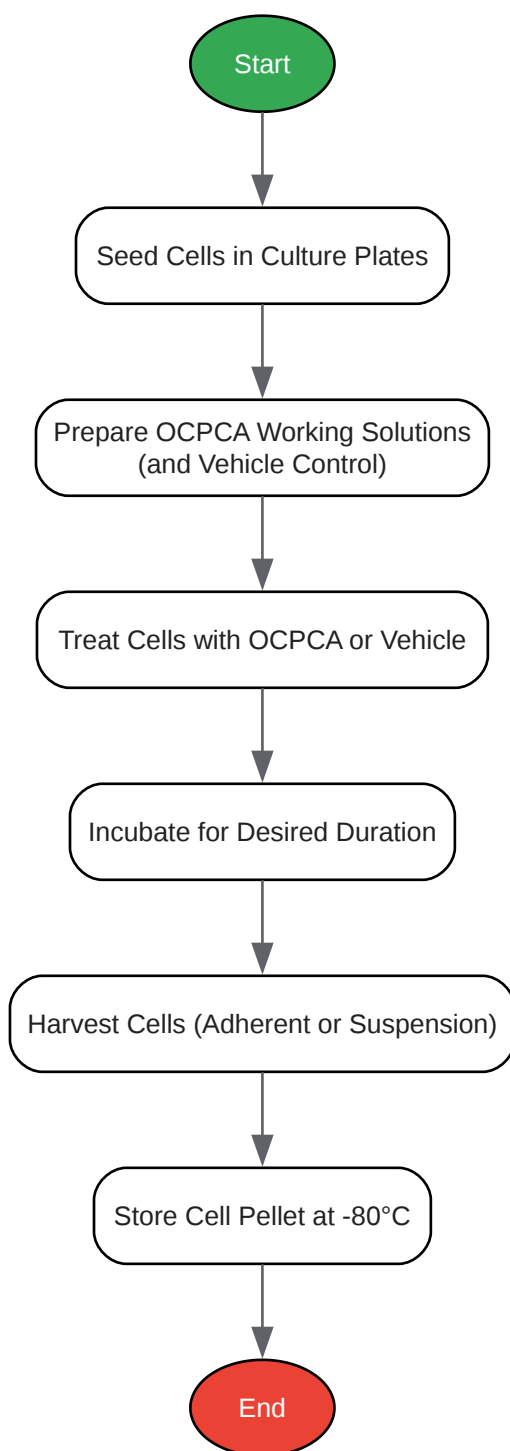 Start
Seed Cells in Culture Plates
Prepare OCPCA Working Solutions
(and Vehicle Control)
Treat Cells with OCPCA or Vehicle
Incubate for Desired Duration
Harvest Cells (Adherent or Suspension)
Store Cell Pellet at -80°C
End